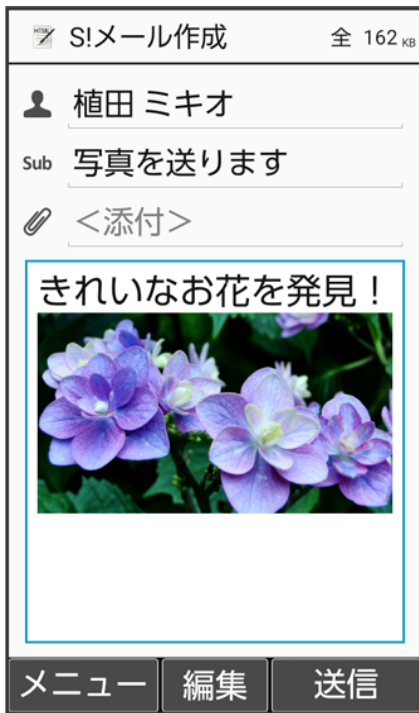 S!メール作成 全 162 KB
植田 ミキオ
Sub 写真を送ります
<添付>
きれいなお花を発見！
メニュー 編集 送信